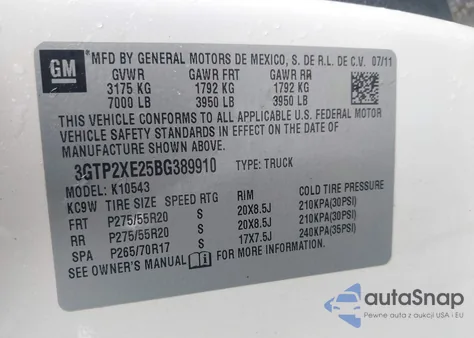 GM
MFD BY GENERAL MOTORS DE MEXICO, S. DE R.L. DE C.V. 07/11
GVWR GAWR FRT GAWR RR
3175 KG 1792 KG 1792 KG
7000 LB 3950 LB 3950 LB
THIS VEHICLE CONFORMS TO ALL APPLICABLE U.S. FEDERAL MOTOR
VEHICLE SAFETY STANDARDS IN EFFECT ON THE DATE OF
MANUFACTURE SHOWN ABOVE.
3GTP2XE25BG389910 TYPE: TRUCK
MODEL: K10543
KC9W TIRE SIZE SPEED RTG RIM COLD TIRE PRESSURE
FRT P275/55R20 S 20X8.5J 210KPA(30PSI)
RR P275/55R20 S 20X8.5J 210KPA(30PSI)
SPA P265/70R17 S 17X7.5J 240KPA(35PSI)
SEE OWNER'S MANUAL FOR MORE INFORMATION.
autoSnap
Pewne auta z aukcji USA i EU